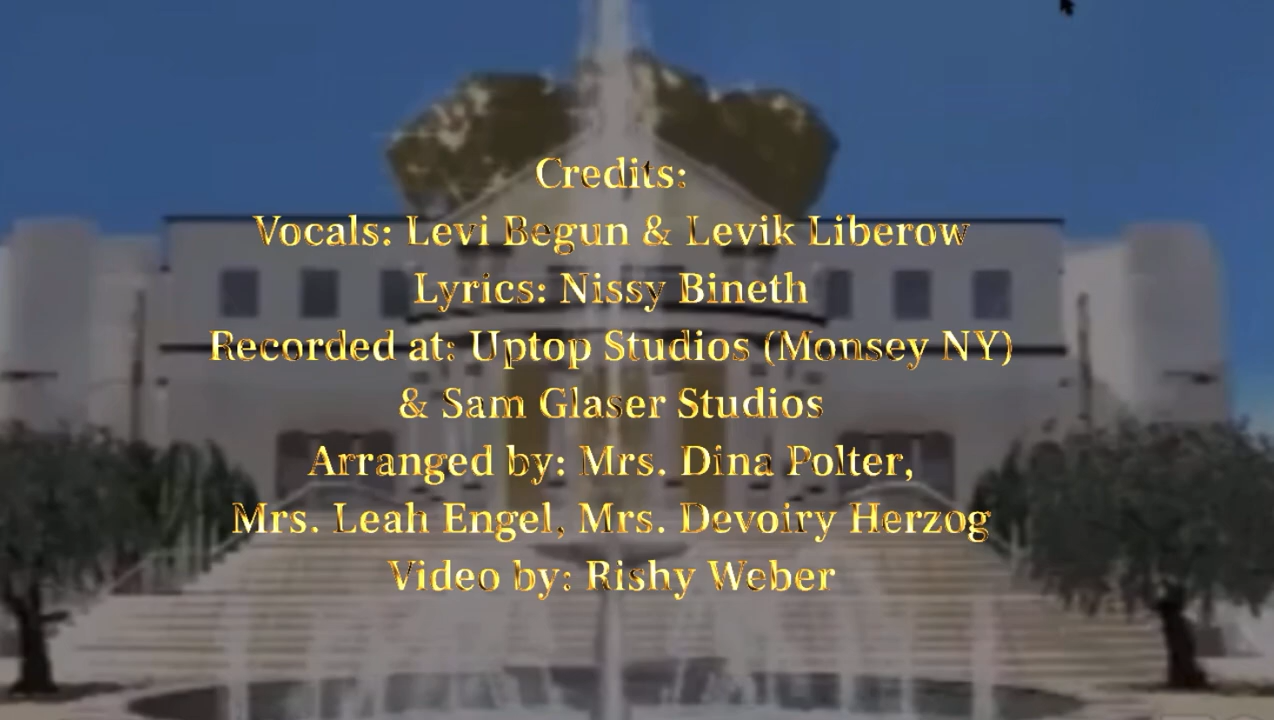 Credits:
Vocals: Levi Begun & Levik Liberow
Lyrics: Nissy Bineth
Recorded at: Uptop Studios (Monsey NY)
& Sam Glaser Studios
Arranged by: Mrs. Dina Polter,
Mrs. Leah Engel, Mrs. Devoiry Herzog
Video by: Rishy Weber